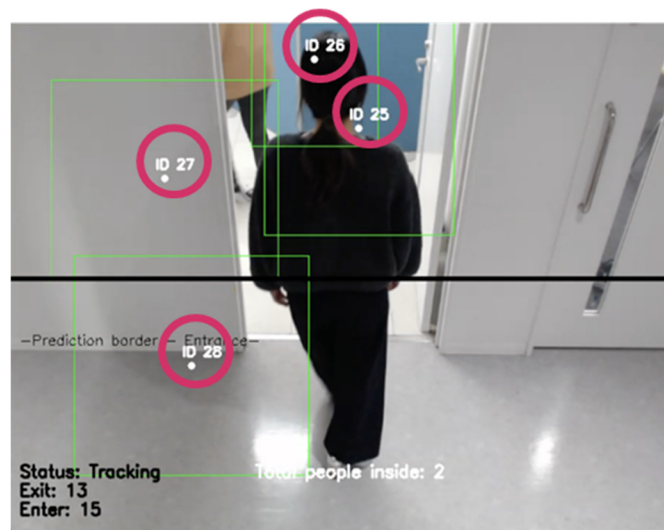 ID 26
ID 25
ID 27
-Prediction border - Entrance-
ID 28
Status: Tracking
Total people inside: 2
Exit: 13
Enter: 15